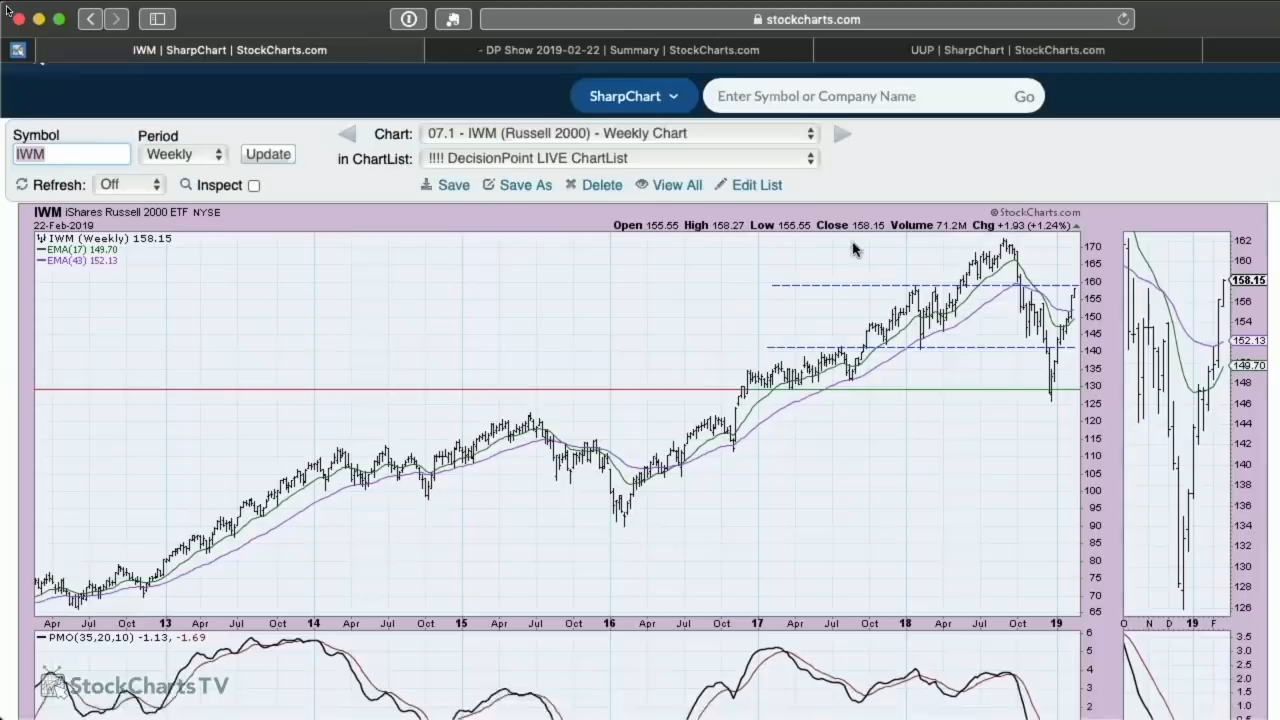 stockcharts.com
IWM | SharpChart | StockCharts.com
- DP Show 2019-02-22 | Summary | StockCharts.com
UUP | SharpChart | StockCharts.com
SharpChart
Enter Symbol or Company Name
Go
Symbol
Period
Chart:
07.1 - IWM (Russell 2000) - Weekly Chart
IWM
Weekly
Update
in ChartList:
!!!! DecisionPoint LIVE ChartList
Refresh:
Off
Inspect
Save
Save As
Delete
View All
Edit List
IWM iShares Russell 2000 ETF NYSE
© StockCharts.com
22-Feb-2019
Open 155.55 High 158.27 Low 155.55 Close 158.15 Volume 71.2M Chg +1.93 (+1.24%)
IWM (Weekly) 158.15
EMA(17) 149.70
EMA(43) 152.13
170
165
160
155
150
145
140
135
130
125
120
115
110
105
100
95
90
85
80
75
70
65
162
160
158.15
156
154
152.13
149.70
148
146
144
142
140
138
136
134
132
130
128
126
Apr Jul Oct 13 Apr Jul Oct 14 Apr Jul Oct 15 Apr Jul Oct 16 Apr Jul Oct 17 Apr Jul Oct 18 Apr Jul Oct 19
O N D 19 F
PMO(35,20,10) -1.13, -1.69
6
5
4
3
2
3.5
3.0
2.5
2.0
1.5
1.0
StockChartsTV